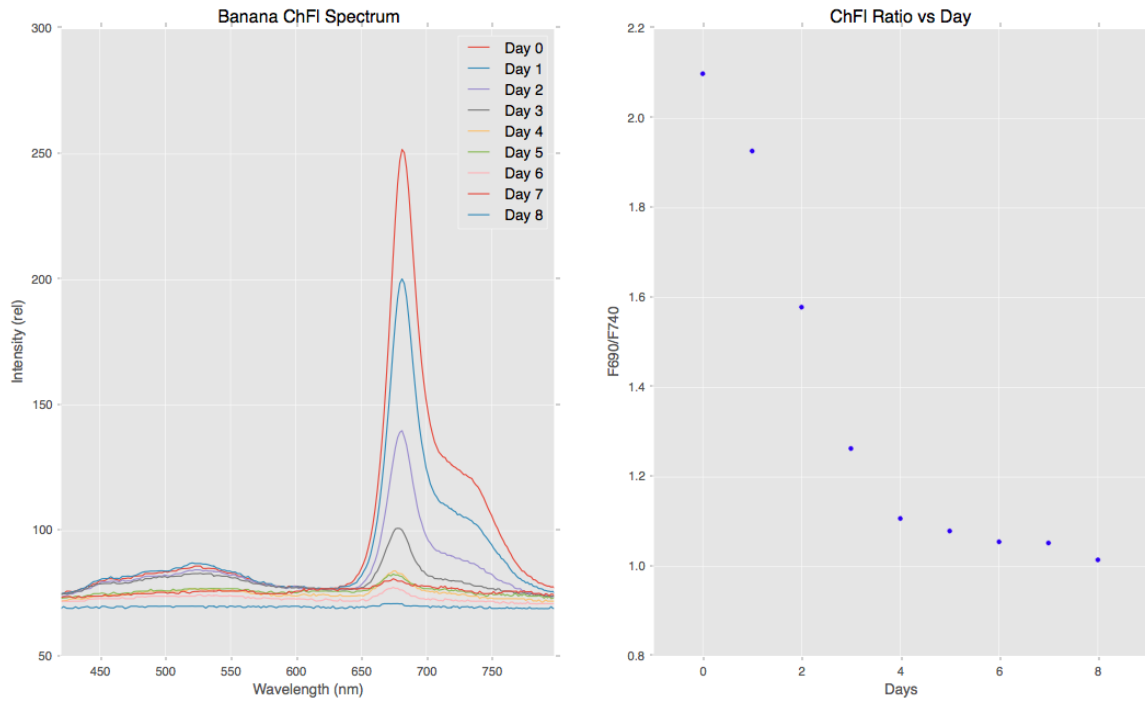 Banana ChFl Spectrum
300
250
200
150
100
50
Intensity (rel)
450
500
550
600
650
700
750
Wavelength (nm)
Day 0
Day 1
Day 2
Day 3
Day 4
Day 5
Day 6
Day 7
Day 8
ChFl Ratio vs Day
2.2
2.0
1.8
1.6
1.4
1.2
1.0
0.8
F690/F740
0
2
4
6
8
Days